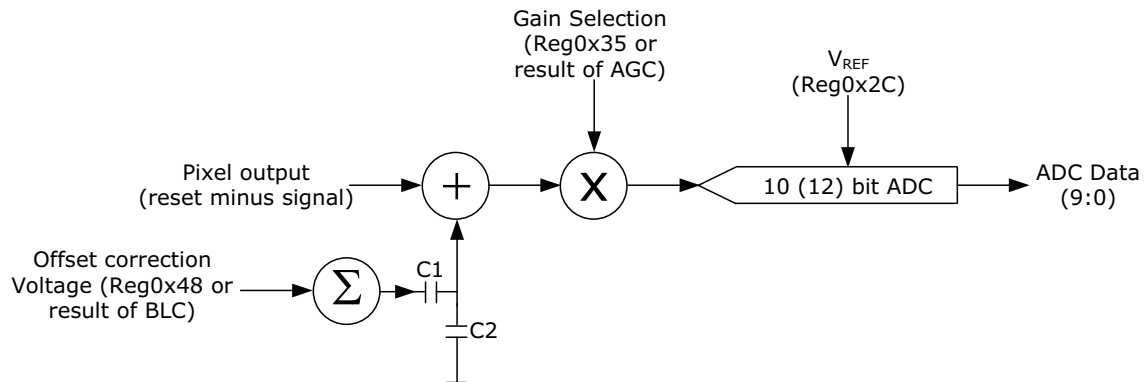 Gain Selection
(Reg0x35 or
result of AGC)
VREF
(Reg0x2C)
Pixel output
(reset minus signal)
+
X
10 (12) bit ADC
ADC Data
(9:0)
Offset correction
Voltage (Reg0x48 or
result of BLC)
Σ
C1
C2